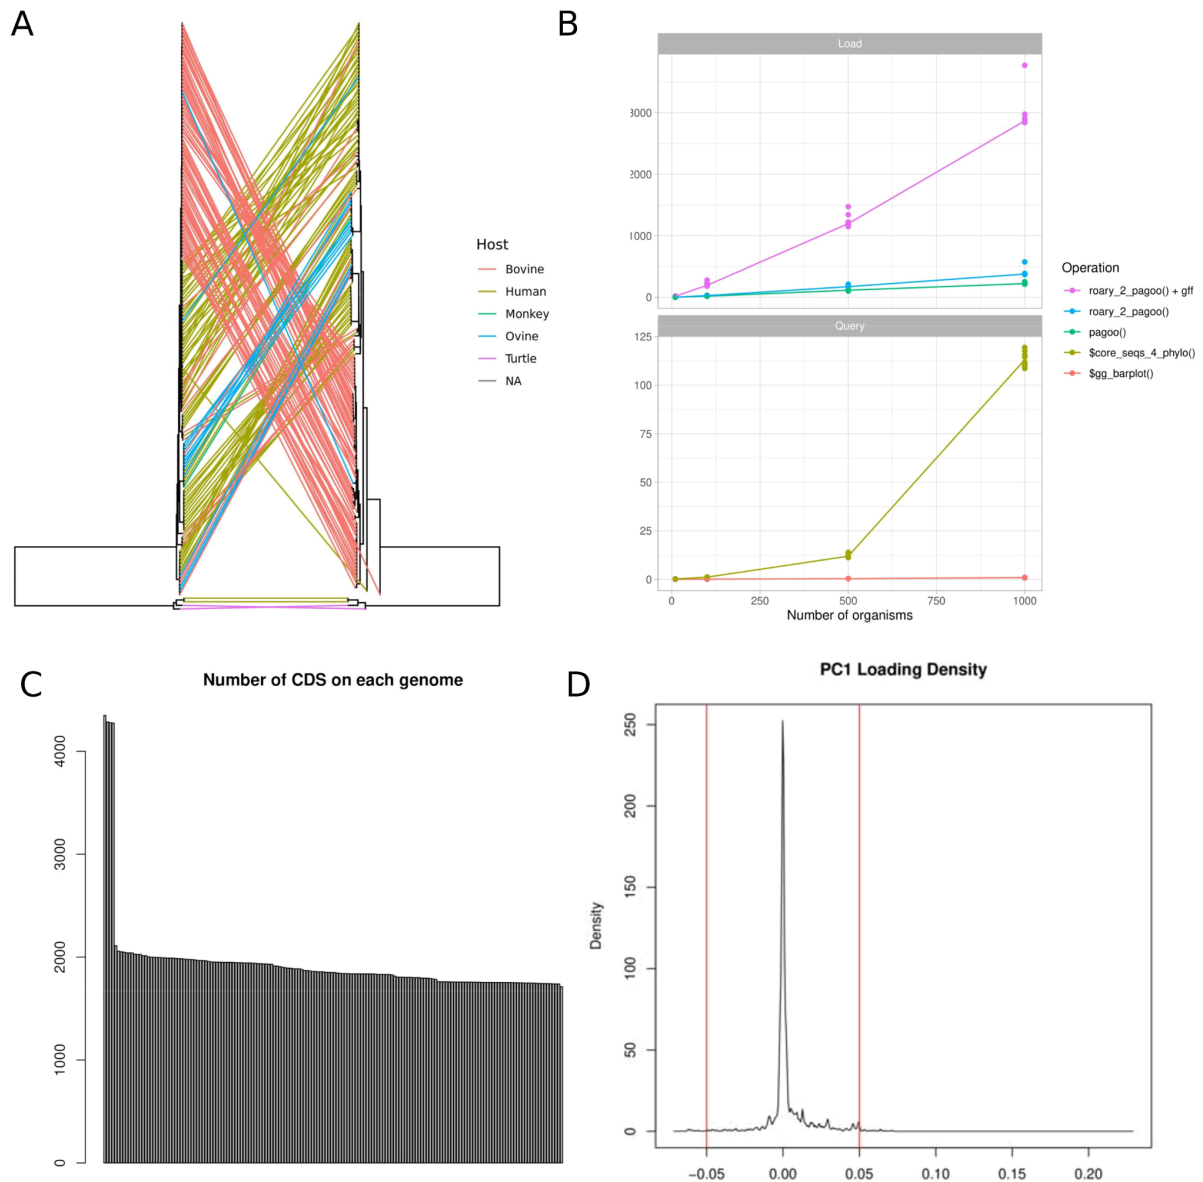 A
Host
Bovine
Human
Monkey
Ovine
Turtle
NA
B
Load
3000
2000
1000
0
Query
125
100
75
50
25
0
0 250 500 750 1000
Number of organisms
Operation
roary_2_pagoo() + gff
roary_2_pagoo()
pagoo()
$core_seqs_4_phylo()
$gg_barplot()
C
Number of CDS on each genome
4000
3000
2000
1000
0
D
PC1 Loading Density
Density
250
200
150
100
50
0
−0.05 0.00 0.05 0.10 0.15 0.20